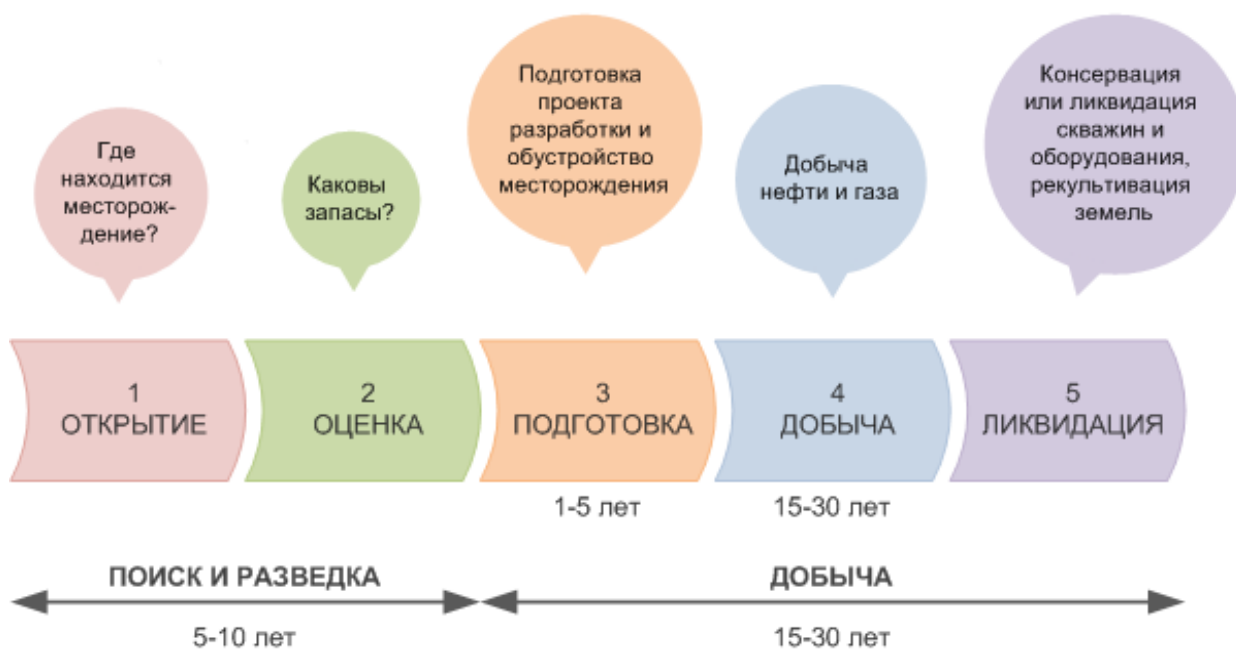 Где
находится
месторож-
дение?
Каковы
запасы?
Подготовка
проекта
разработки и
обустройство
месторождения
Добыча
нефти и газа
Консервация
или ликвидация
скважин и
оборудования,
рекультивация
земель
1
ОТКРЫТИЕ
2
ОЦЕНКА
3
ПОДГОТОВКА
4
ДОБЫЧА
5
ЛИКВИДАЦИЯ
1-5 лет
15-30 лет
ПОИСК И РАЗВЕДКА
ДОБЫЧА
5-10 лет
15-30 лет